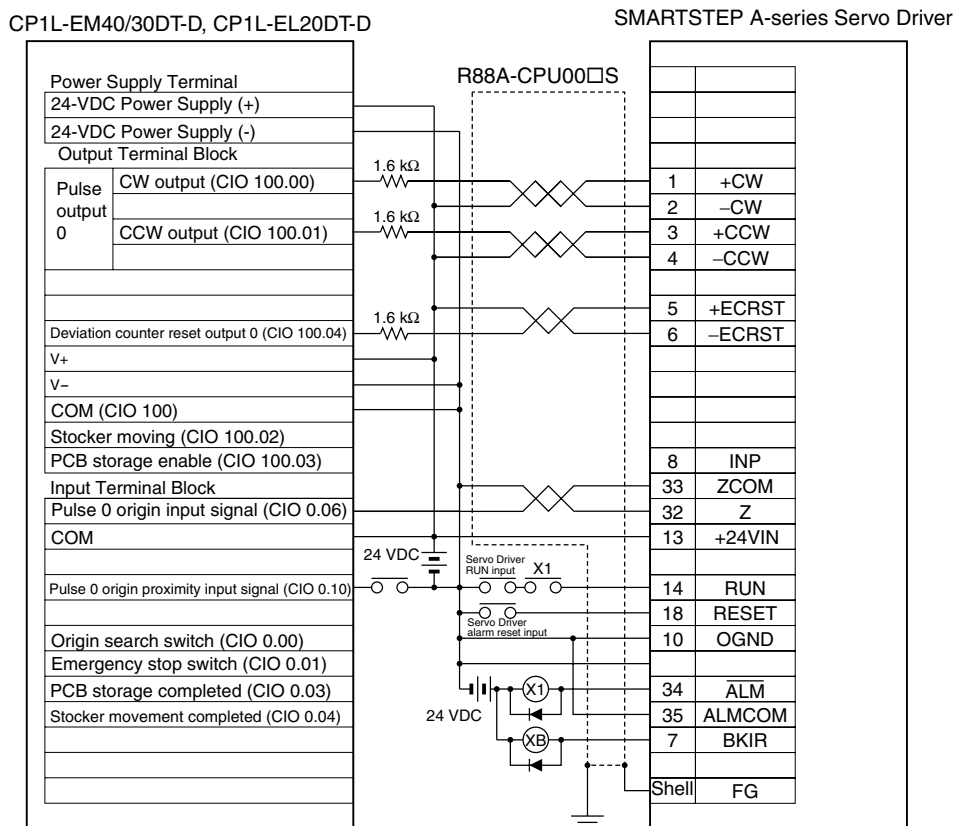 CP1L-EM40/30DT-D, CP1L-EL20DT-D
SMARTSTEP A-series Servo Driver
R88A-CPU00□S
Power Supply Terminal
24-VDC Power Supply (+)
24-VDC Power Supply (-)
Output Terminal Block
Pulse output 0
CW output (CIO 100.00)
1.6 kΩ
1 +CW
2 −CW
CCW output (CIO 100.01)
1.6 kΩ
3 +CCW
4 −CCW
5 +ECRST
Deviation counter reset output 0 (CIO 100.04)
1.6 kΩ
6 −ECRST
V+
V−
COM (CIO 100)
Stocker moving (CIO 100.02)
PCB storage enable (CIO 100.03)
8 INP
Input Terminal Block
33 ZCOM
Pulse 0 origin input signal (CIO 0.06)
32 Z
COM
13 +24VIN
24 VDC
Servo Driver
RUN input
X1
Pulse 0 origin proximity input signal (CIO 0.10)
14 RUN
18 RESET
Servo Driver
alarm reset input
Origin search switch (CIO 0.00)
10 OGND
Emergency stop switch (CIO 0.01)
PCB storage completed (CIO 0.03)
X1
34 ALM
Stocker movement completed (CIO 0.04)
24 VDC
35 ALMCOM
XB
7 BKIR
Shell FG